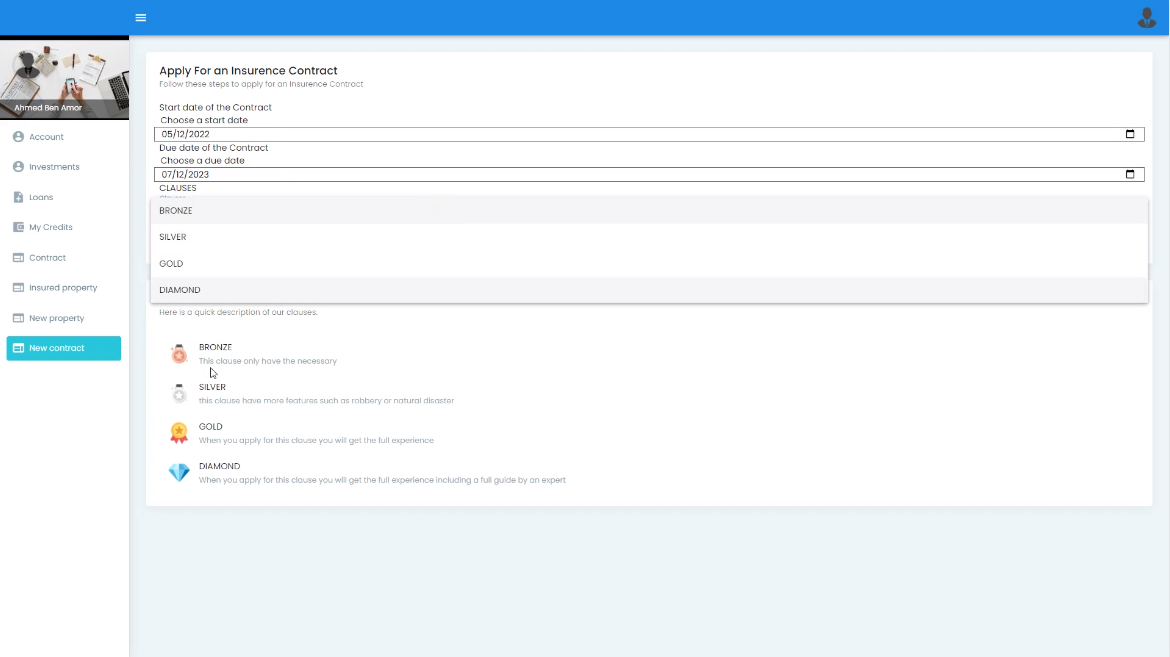 Apply For an Insurence Contract
Follow these steps to apply for an Insurence Contract
Ahmed Ben Amor
Account
Investments
Loans
My Credits
Contract
Insured property
New property
New contract
Start date of the Contract
Choose a start date
05/12/2022
Due date of the Contract
Choose a due date
07/12/2023
CLAUSES
BRONZE
SILVER
GOLD
DIAMOND
Here is a quick description of our clauses.
BRONZE
This clause only have the necessary
SILVER
this clause have more features such as robbery or natural disaster
GOLD
When you apply for this clause you will get the full experience
DIAMOND
When you apply for this clause you will get the full experience including a full guide by an expert